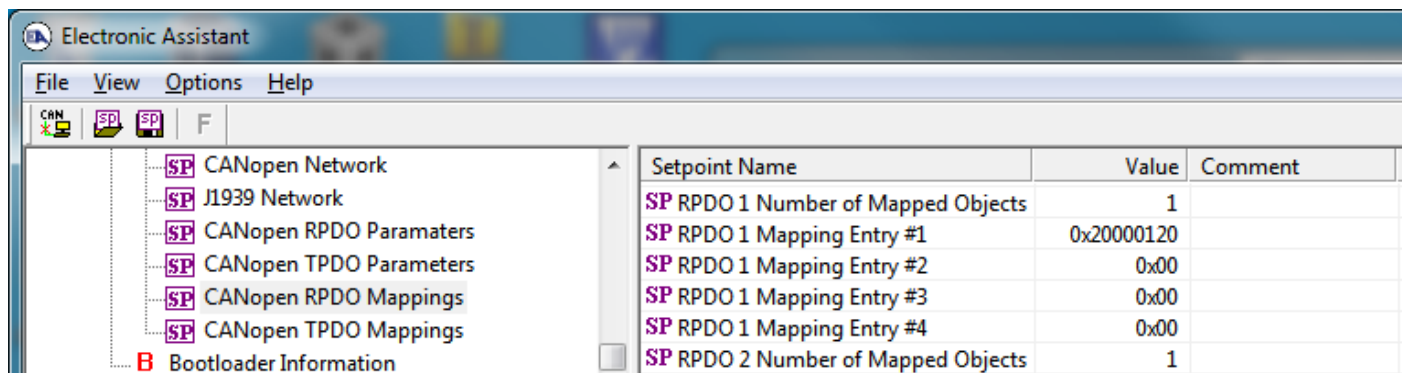 EA Electronic Assistant
File View Options Help
CAN SP SP F
SP CANopen Network
SP J1939 Network
SP CANopen RPDO Paramaters
SP CANopen TPDO Parameters
SP CANopen RPDO Mappings
SP CANopen TPDO Mappings
B Bootloader Information
Setpoint Name Value Comment
SP RPDO 1 Number of Mapped Objects 1
SP RPDO 1 Mapping Entry #1 0x20000120
SP RPDO 1 Mapping Entry #2 0x00
SP RPDO 1 Mapping Entry #3 0x00
SP RPDO 1 Mapping Entry #4 0x00
SP RPDO 2 Number of Mapped Objects 1